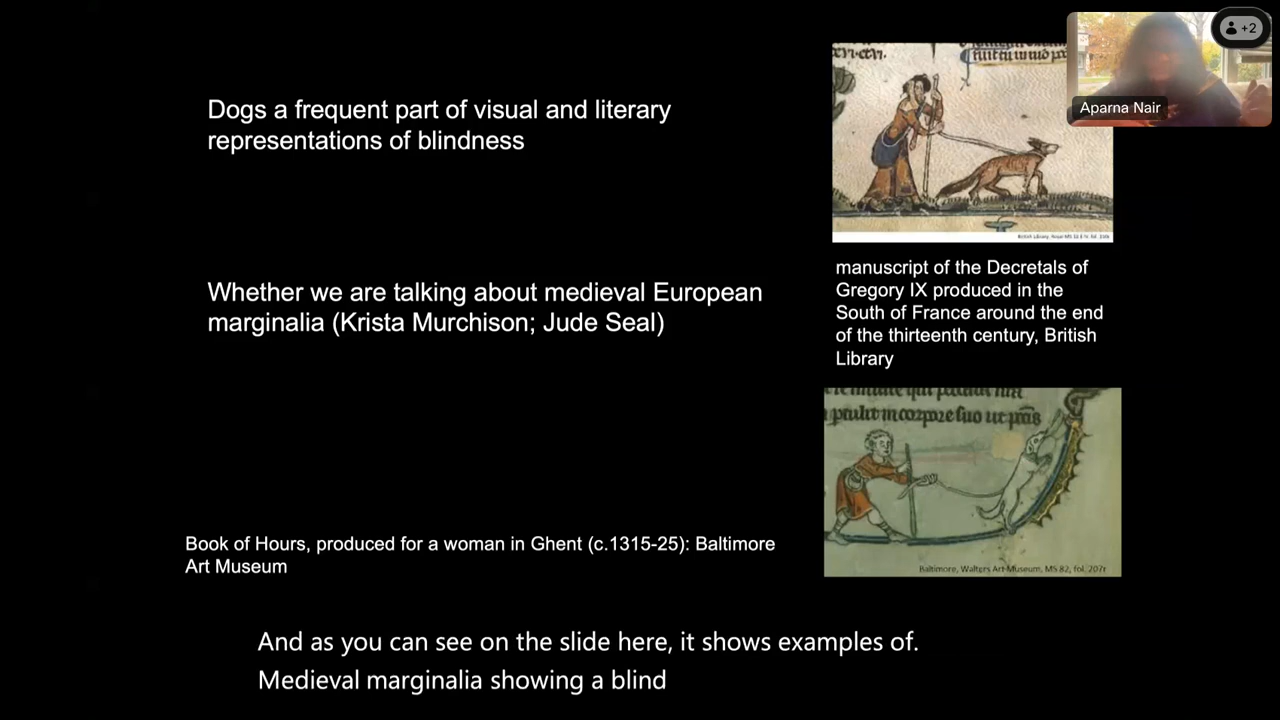 Dogs a frequent part of visual and literary
representations of blindness
Whether we are talking about medieval European
marginalia (Krista Murchison; Jude Seal)
+2
Aparna Nair
manuscript of the Decretals of
Gregory IX produced in the
South of France around the end
of the thirteenth century, British
Library
Baltimore, Walters Art Museum, MS 82, fol. 207r
Book of Hours, produced for a woman in Ghent (c.1315-25): Baltimore
Art Museum
And as you can see on the slide here, it shows examples of.
Medieval marginalia showing a blind